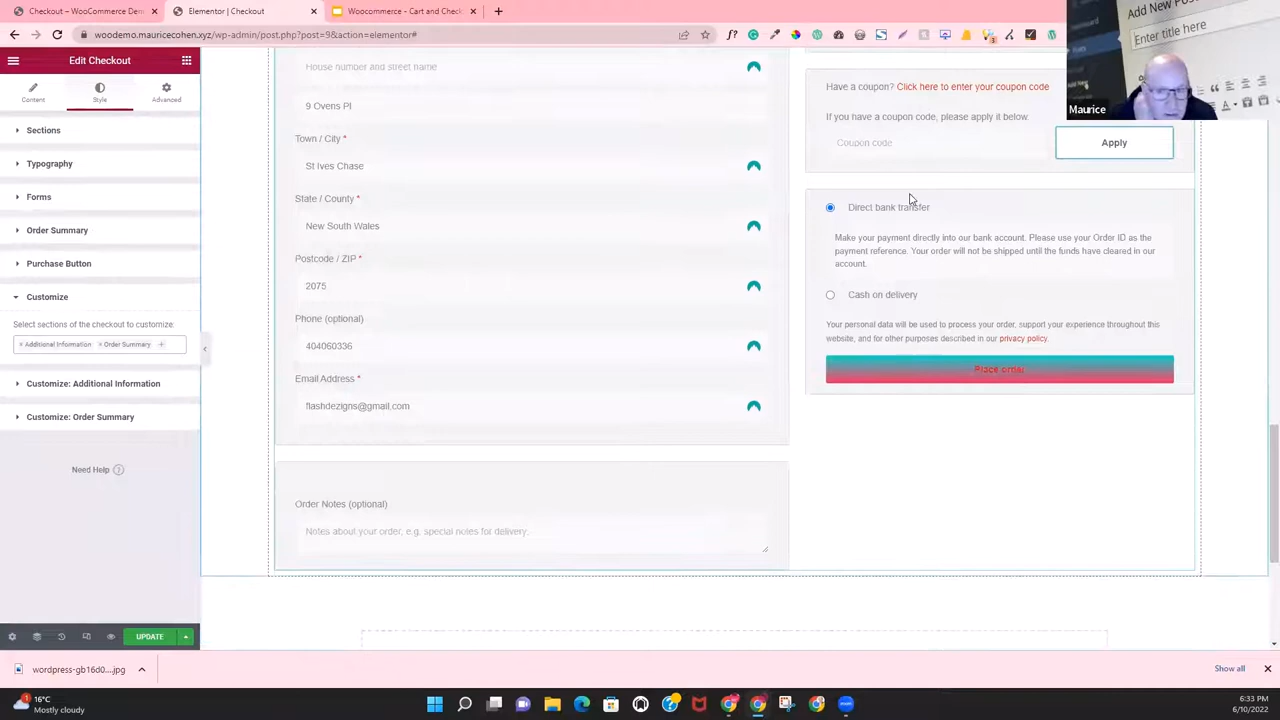 Checkout – WooCommerce Demo
Elementor | Checkout
Woocommerce - Cart and Check
woodemo.mauricecohen.xyz/wp-admin/post.php?post=9&action=elementor#
Add New Pos
Enter title here
Maurice
Edit Checkout
Content
Style
Advanced
Sections
Typography
Forms
Order Summary
Purchase Button
Customize
Select sections of the checkout to customize:
× Additional Information × Order Summary +
Customize: Additional Information
Customize: Order Summary
Need Help ?
UPDATE
House number and street name
9 Ovens Pl
Town / City *
St Ives Chase
State / County *
New South Wales
Postcode / ZIP *
2075
Phone (optional)
404060336
Email Address *
flashdezigns@gmail.com
Order Notes (optional)
Notes about your order, e.g. special notes for delivery.
Have a coupon? Click here to enter your coupon code
If you have a coupon code, please apply it below.
Coupon code
Apply
Direct bank transfer
Make your payment directly into our bank account. Please use your Order ID as the
payment reference. Your order will not be shipped until the funds have cleared in our
account.
Cash on delivery
Your personal data will be used to process your order, support your experience throughout this
website, and for other purposes described in our privacy policy.
Place order
wordpress-gb16d0....jpg
Show all
16°C
Mostly cloudy
6:33 PM
6/10/2022